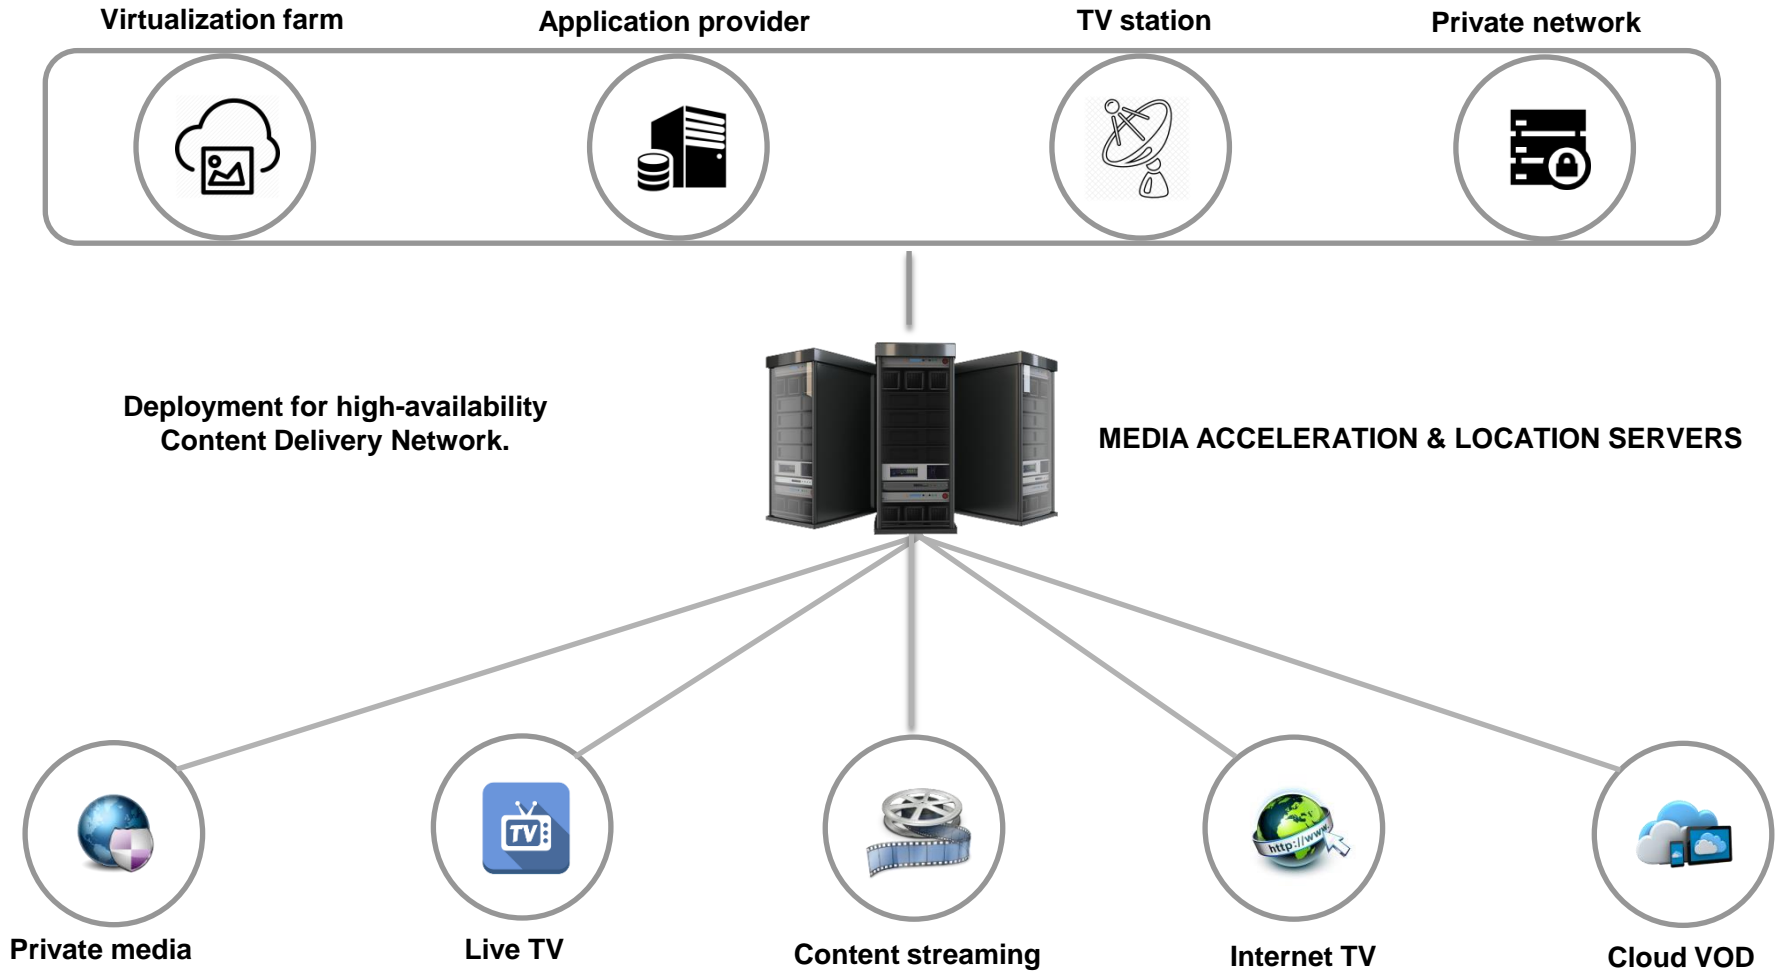 Virtualization farm
Application provider
TV station
Private network
Deployment for high-availability
Content Delivery Network.
MEDIA ACCELERATION & LOCATION SERVERS
TV
http://www.
Private media
Live TV
Content streaming
Internet TV
Cloud VOD